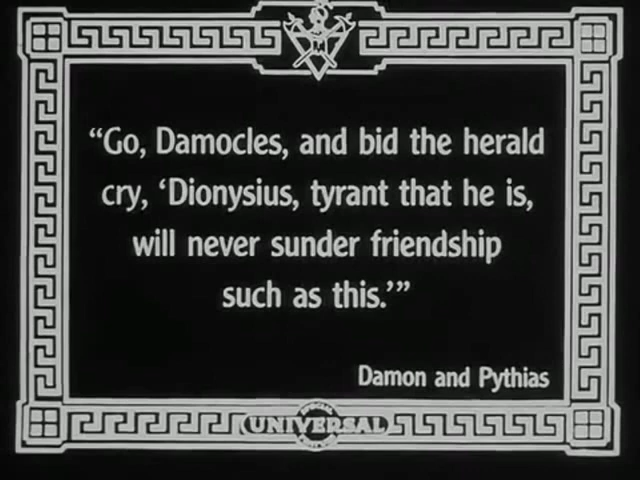 “Go, Damocles, and bid the herald
cry, ‘Dionysius, tyrant that he is,
will never sunder friendship
such as this.’”
Damon and Pythias
UNIVERSAL